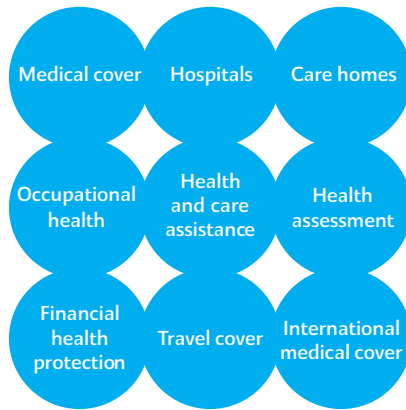 Medical cover
Hospitals
Care homes
Occupational
health
Health
and care
assistance
Health
assessment
Financial
health
protection
Travel cover
International
medical cover